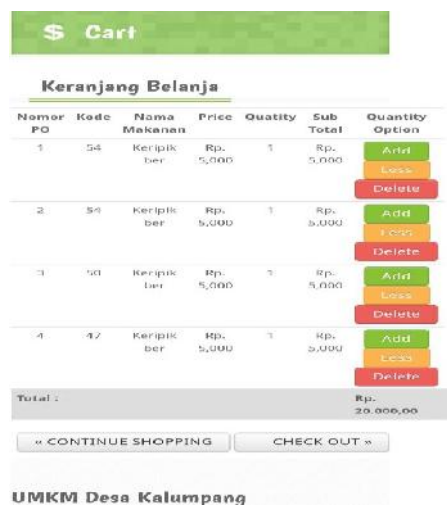 $ Cart
Keranjang Belanja
Nomor PO Kode Nama Makanan Price Quatity Sub Total Quantity Option
1 54 Keripik ber Rp. 5,000 1 Rp. 5,000 Add Less Delete
2 54 Keripik ber Rp. 5,000 1 Rp. 5,000 Add Less Delete
3 50 Keripik ber Rp. 5,000 1 Rp. 5,000 Add Less Delete
4 47 Keripik ber Rp. 5,000 1 Rp. 5,000 Add Less Delete
Total : Rp. 20.000,00
« CONTINUE SHOPPING CHECK OUT »
UMKM Desa Kalumpang